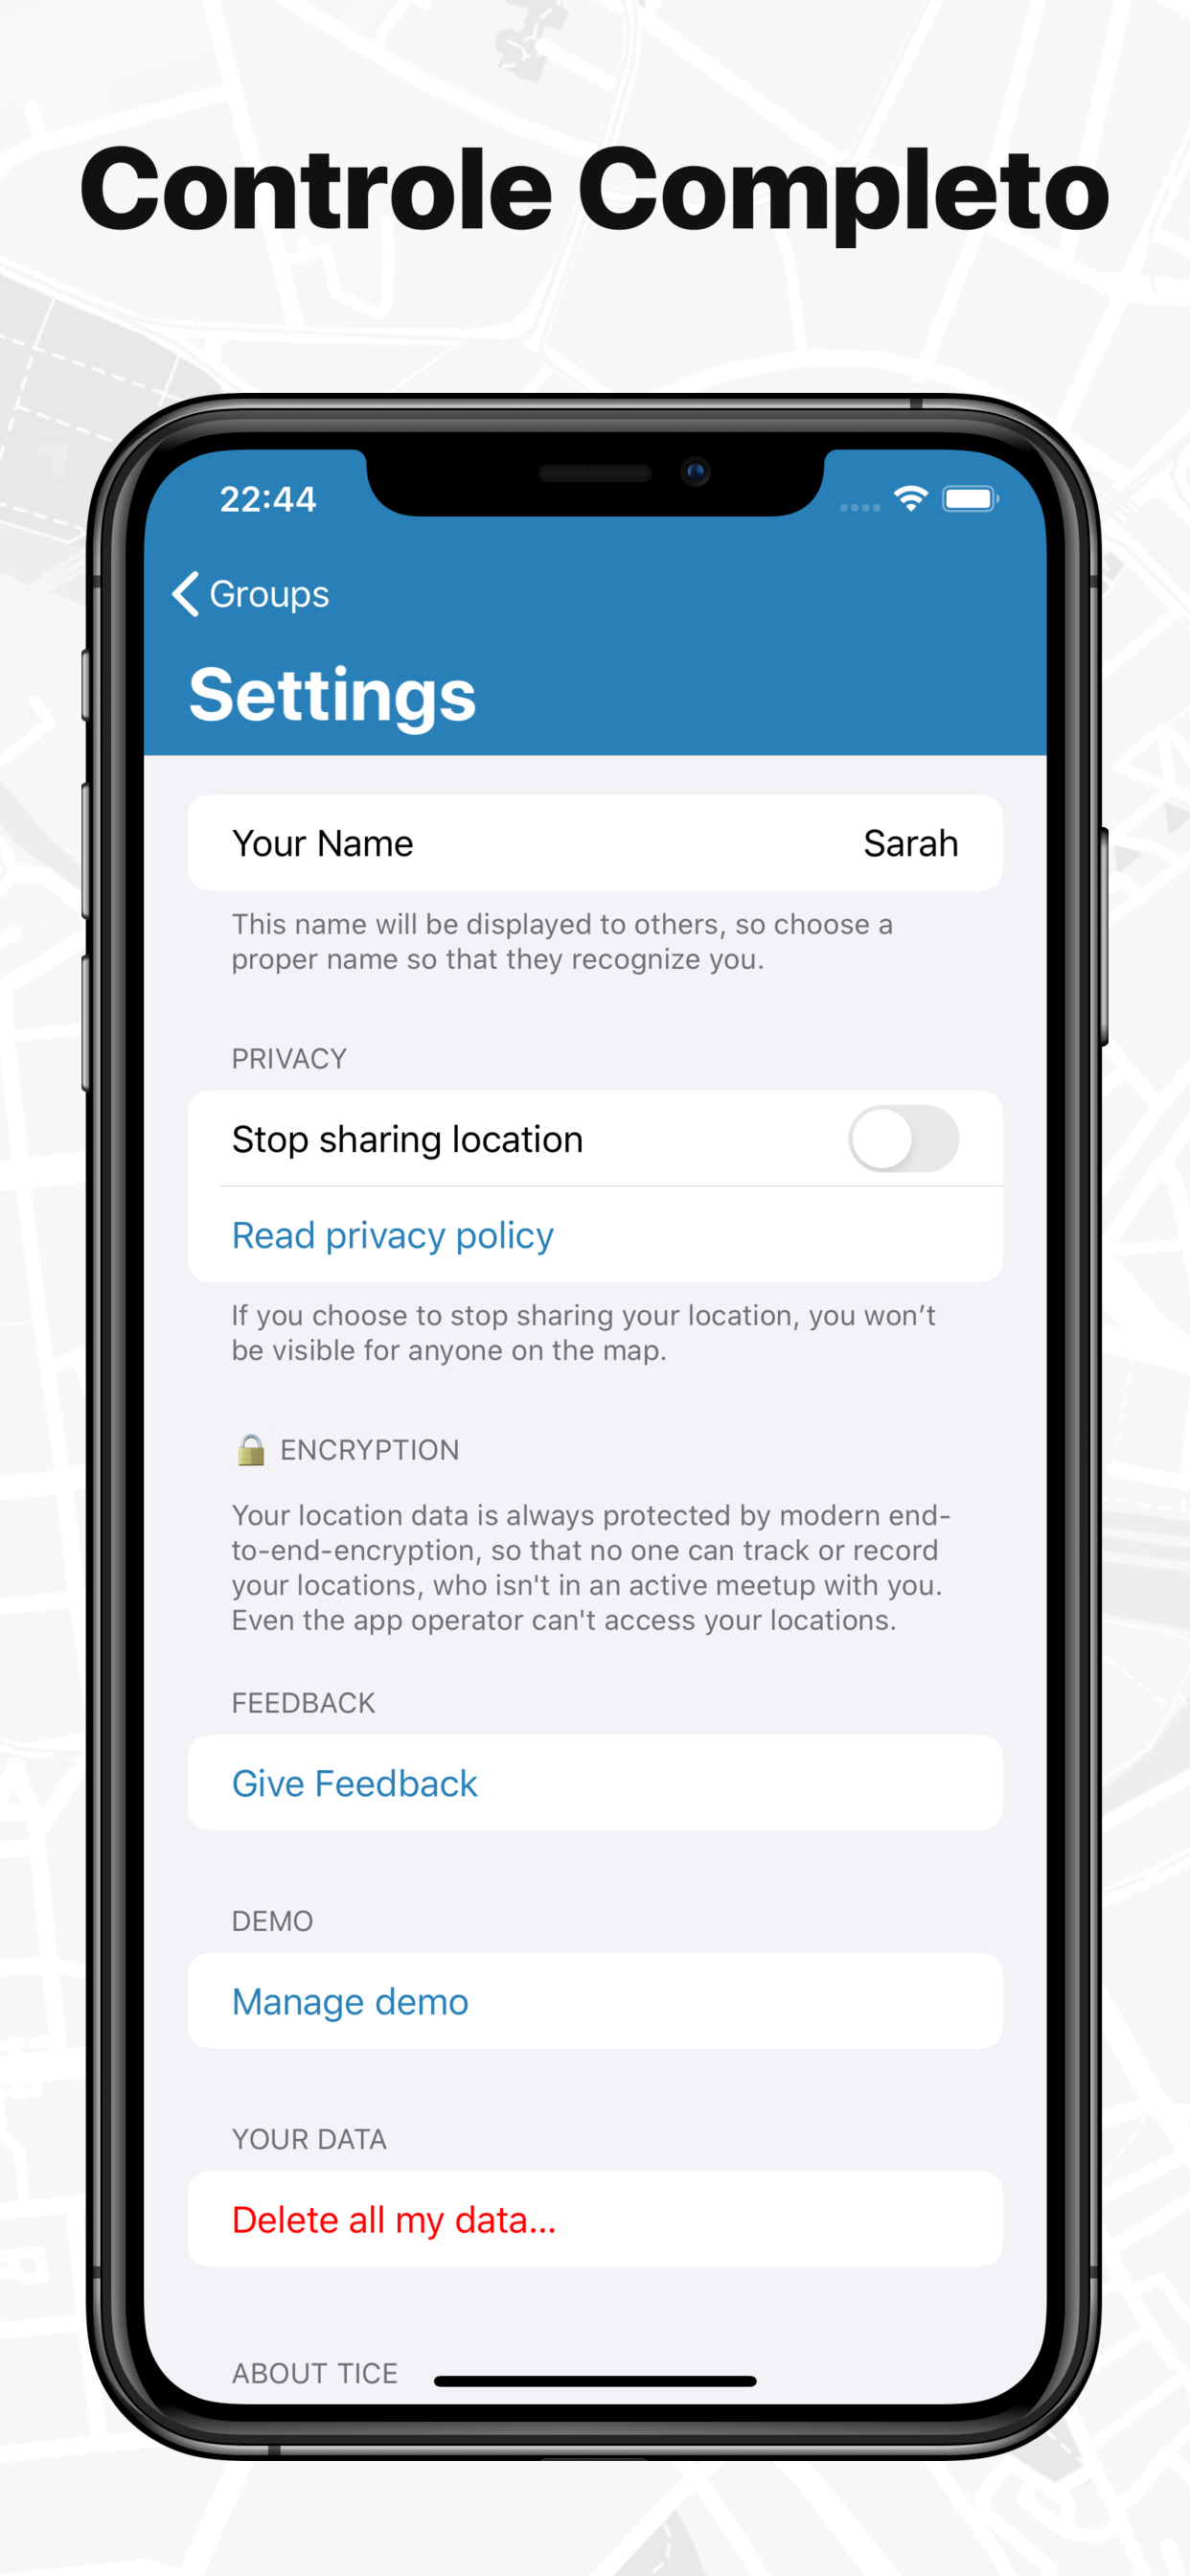 Controle Completo
22:44
Groups
Settings
Your Name
Sarah
This name will be displayed to others, so choose a
proper name so that they recognize you.
PRIVACY
Stop sharing location
Read privacy policy
If you choose to stop sharing your location, you won’t
be visible for anyone on the map.
🔒 ENCRYPTION
Your location data is always protected by modern end-
to-end-encryption, so that no one can track or record
your locations, who isn't in an active meetup with you.
Even the app operator can't access your locations.
FEEDBACK
Give Feedback
DEMO
Manage demo
YOUR DATA
Delete all my data...
ABOUT TICE